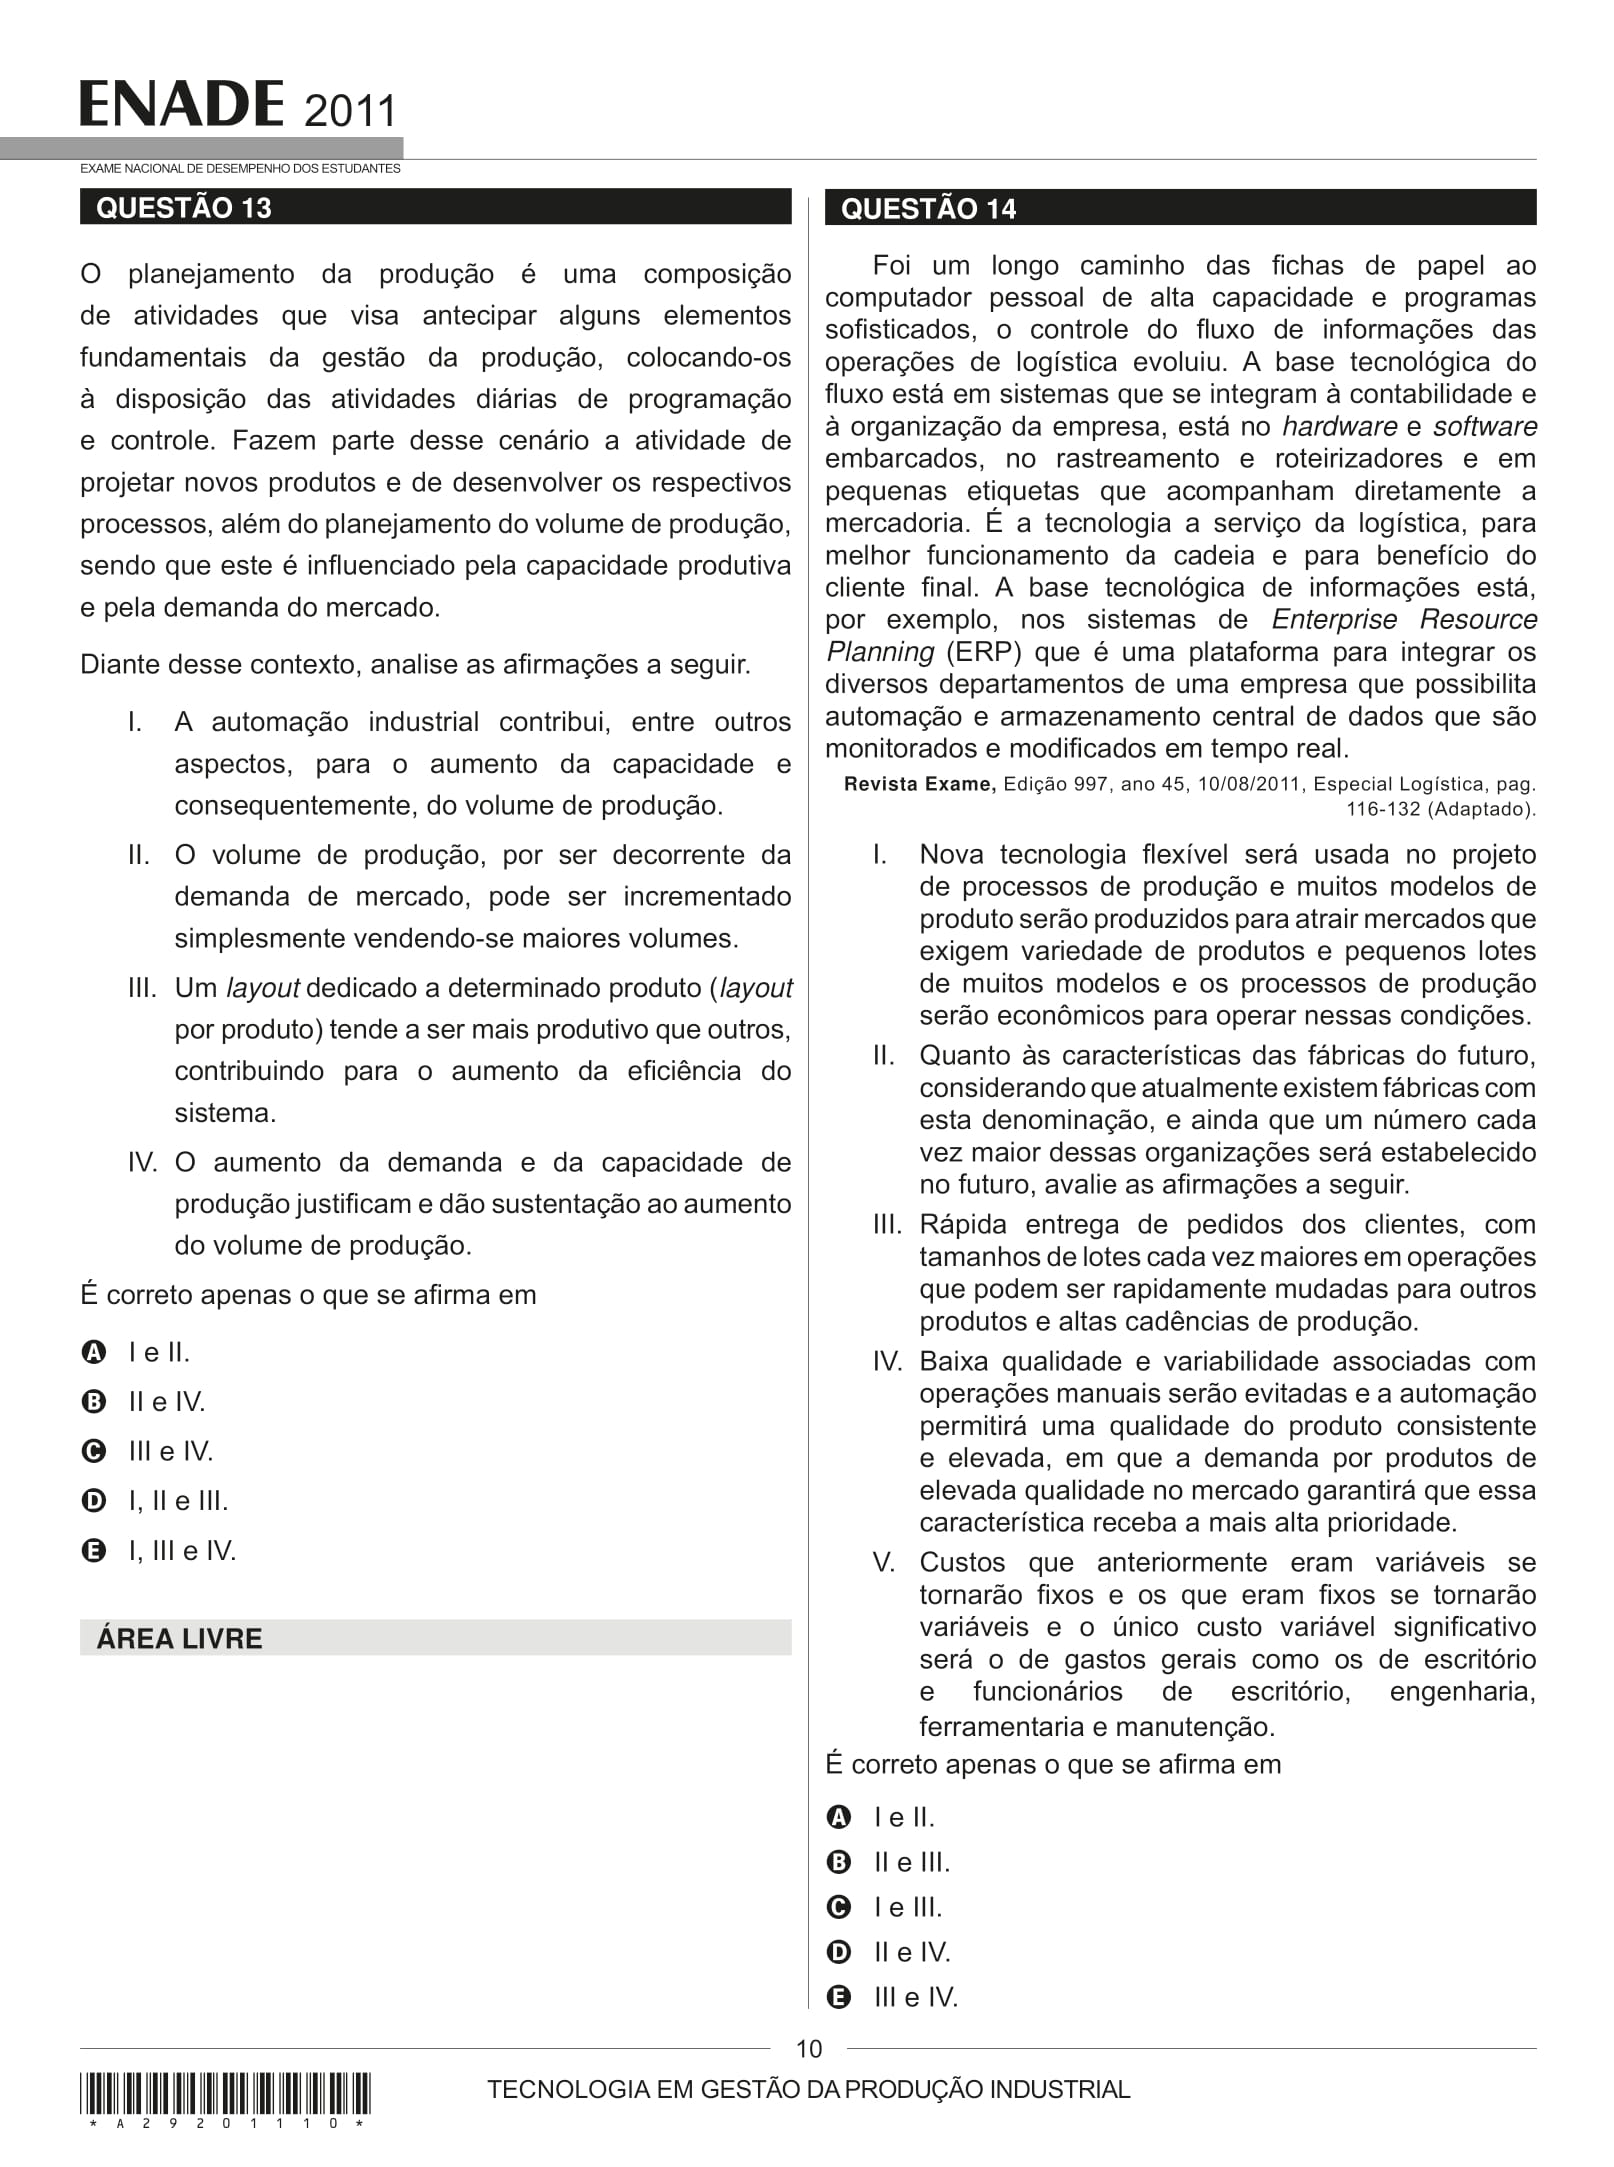 ENADE 2011
EXAME NACIONAL DE DESEMPENHO DOS ESTUDANTES
QUESTÃO 13
O planejamento da produção é uma composição
de atividades que visa antecipar alguns elementos
fundamentais da gestão da produção, colocando-os
à disposição das atividades diárias de programação
e controle. Fazem parte desse cenário a atividade de
projetar novos produtos e de desenvolver os respectivos
processos, além do planejamento do volume de produção,
sendo que este é influenciado pela capacidade produtiva
e pela demanda do mercado.
Diante desse contexto, analise as afirmações a seguir.
I. A automação industrial contribui, entre outros
aspectos, para o aumento da capacidade e
consequentemente, do volume de produção.
II. O volume de produção, por ser decorrente da
demanda de mercado, pode ser incrementado
simplesmente vendendo-se maiores volumes.
III. Um layout dedicado a determinado produto (layout
por produto) tende a ser mais produtivo que outros,
contribuindo para o aumento da eficiência do
sistema.
IV. O aumento da demanda e da capacidade de
produção justificam e dão sustentação ao aumento
do volume de produção.
É correto apenas o que se afirma em
A I e II.
B II e IV.
C III e IV.
D I, II e III.
E I, III e IV.
ÁREA LIVRE
QUESTÃO 14
Foi um longo caminho das fichas de papel ao
computador pessoal de alta capacidade e programas
sofisticados, o controle do fluxo de informações das
operações de logística evoluiu. A base tecnológica do
fluxo está em sistemas que se integram à contabilidade e
à organização da empresa, está no hardware e software
embarcados, no rastreamento e roteirizadores e em
pequenas etiquetas que acompanham diretamente a
mercadoria. É a tecnologia a serviço da logística, para
melhor funcionamento da cadeia e para benefício do
cliente final. A base tecnológica de informações está,
por exemplo, nos sistemas de Enterprise Resource
Planning (ERP) que é uma plataforma para integrar os
diversos departamentos de uma empresa que possibilita
automação e armazenamento central de dados que são
monitorados e modificados em tempo real.
Revista Exame, Edição 997, ano 45, 10/08/2011, Especial Logística, pag.
116-132 (Adaptado).
I. Nova tecnologia flexível será usada no projeto
de processos de produção e muitos modelos de
produto serão produzidos para atrair mercados que
exigem variedade de produtos e pequenos lotes
de muitos modelos e os processos de produção
serão econômicos para operar nessas condições.
II. Quanto às características das fábricas do futuro,
considerando que atualmente existem fábricas com
esta denominação, e ainda que um número cada
vez maior dessas organizações será estabelecido
no futuro, avalie as afirmações a seguir.
III. Rápida entrega de pedidos dos clientes, com
tamanhos de lotes cada vez maiores em operações
que podem ser rapidamente mudadas para outros
produtos e altas cadências de produção.
IV. Baixa qualidade e variabilidade associadas com
operações manuais serão evitadas e a automação
permitirá uma qualidade do produto consistente
e elevada, em que a demanda por produtos de
elevada qualidade no mercado garantirá que essa
característica receba a mais alta prioridade.
V. Custos que anteriormente eram variáveis se
tornarão fixos e os que eram fixos se tornarão
variáveis e o único custo variável significativo
será o de gastos gerais como os de escritório
e funcionários de escritório, engenharia,
ferramentaria e manutenção.
É correto apenas o que se afirma em
A I e II.
B II e III.
C I e III.
D II e IV.
E III e IV.
10
TECNOLOGIA EM GESTÃO DA PRODUÇÃO INDUSTRIAL
*A29201110*